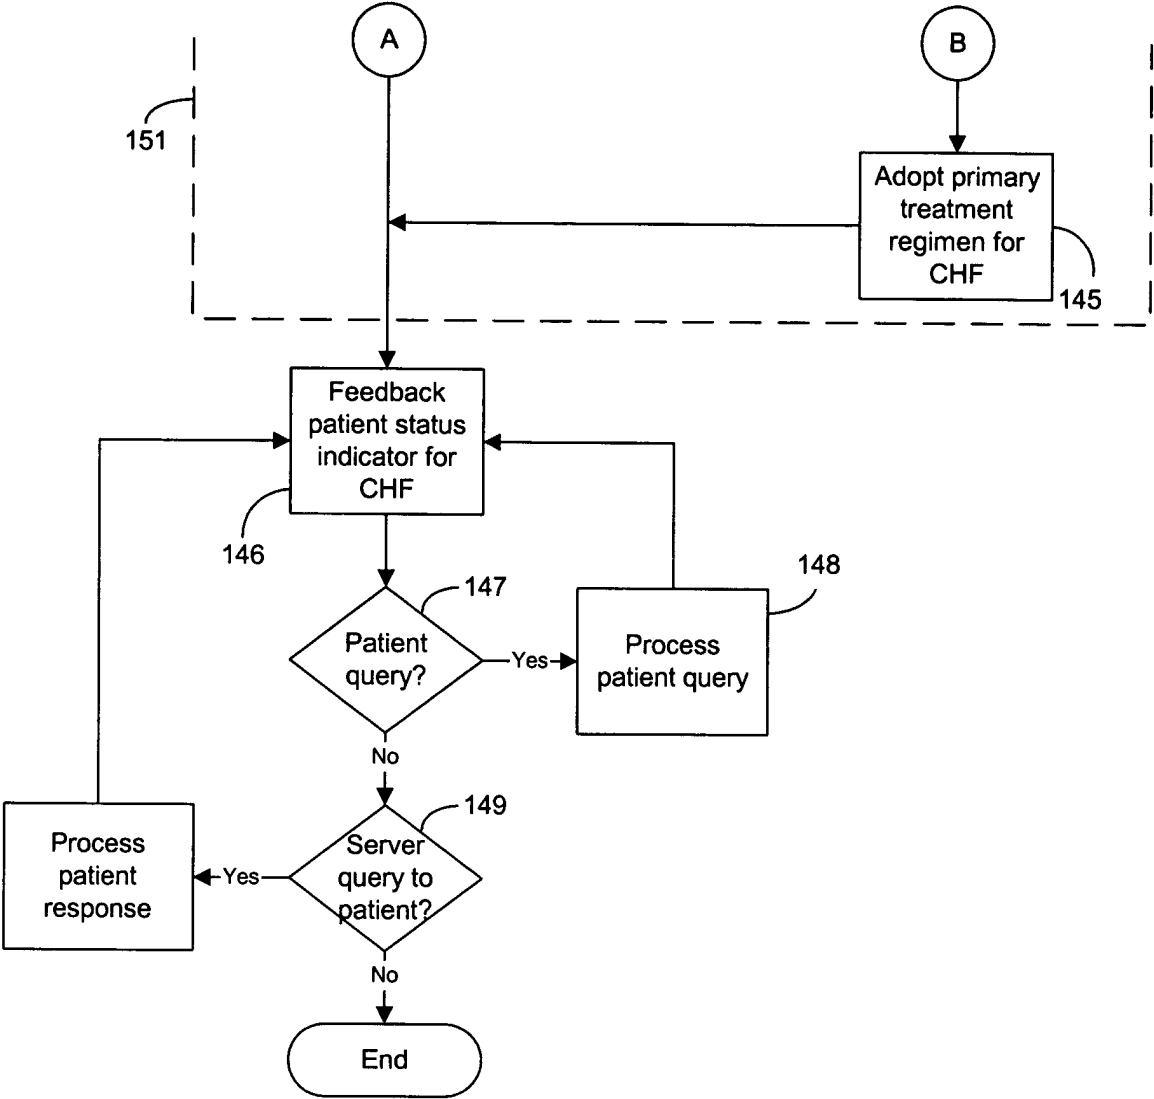 A
B
151
Adopt primary
treatment
regimen for
CHF
145
Feedback
patient status
indicator for
CHF
146
147
148
Patient
query?
Yes
Process
patient query
No
149
Process
patient
response
Yes
Server
query to
patient?
No
End